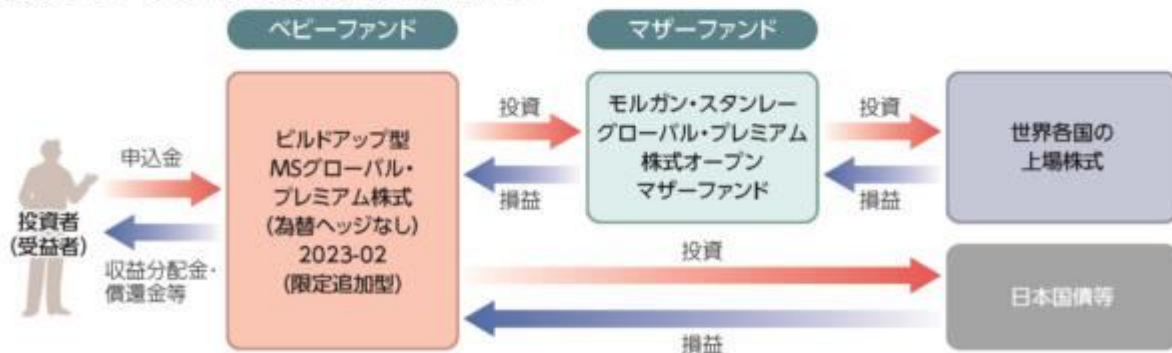 ベビーファンド
マザーファンド
投資者
(受益者)
申込金
収益分配金・
償還金等
ビルドアップ型
MSグローバル・
プレミアム株式
(為替ヘッジなし)
2023-02
(限定追加型)
投資
損益
モルガン・スタンレー
グローバル・プレミアム
株式オープン
マザーファンド
投資
損益
世界各国の
上場株式
投資
損益
日本国債等